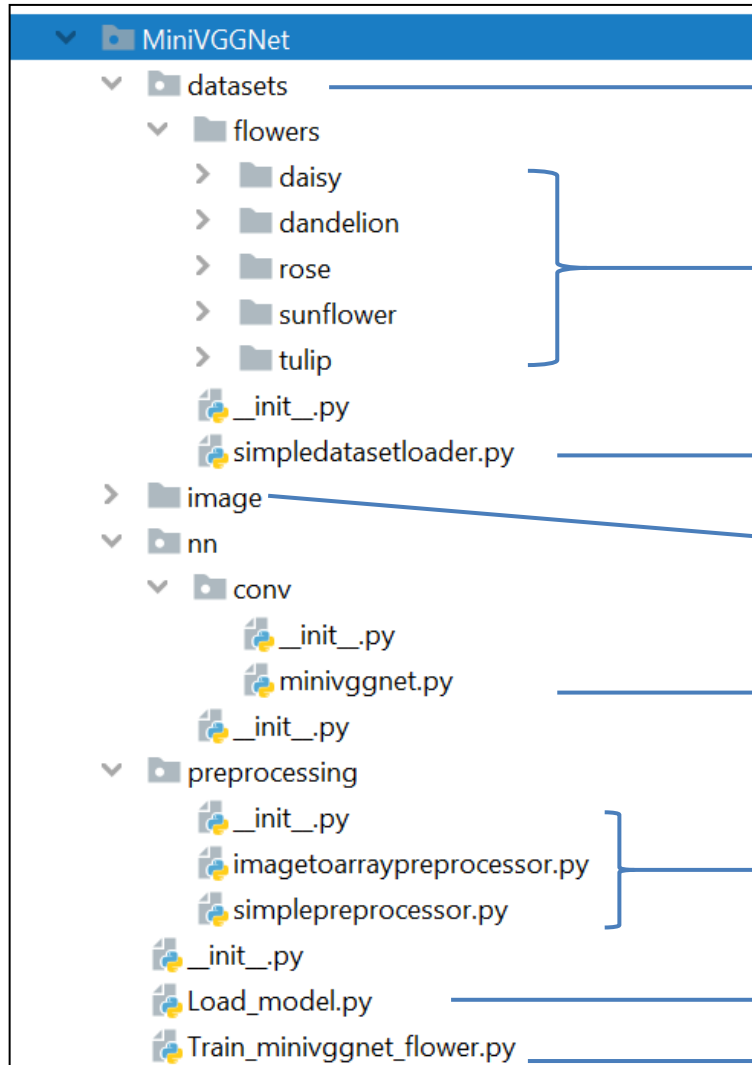 MiniVGGNet
datasets
flowers
daisy
dandelion
rose
sunflower
tulip
__init__.py
simpledatasetloader.py
image
nn
conv
__init__.py
minivggnet.py
__init__.py
preprocessing
__init__.py
imagetoarraypreprocessor.py
simplepreprocessor.py
__init__.py
Load_model.py
Train_minivggnet_flower.py